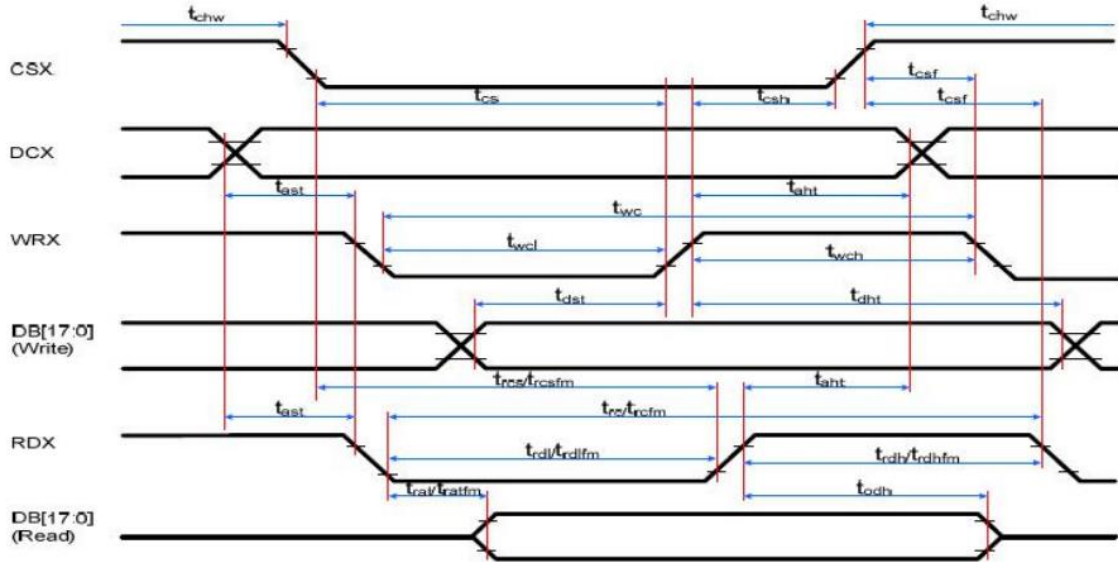 tchw tchw
CSX
tcsf
tcs tcsh tcsf
DCX
tast taht
twc
WRX
twcl twch
tdst tdht
DB[17:0]
(Write)
trcs/trcsfm taht
tast trc/trcfm
RDX
trdl/trdlfm trdh/trdhfm
tral/tratfm todh
DB[17:0]
(Read)